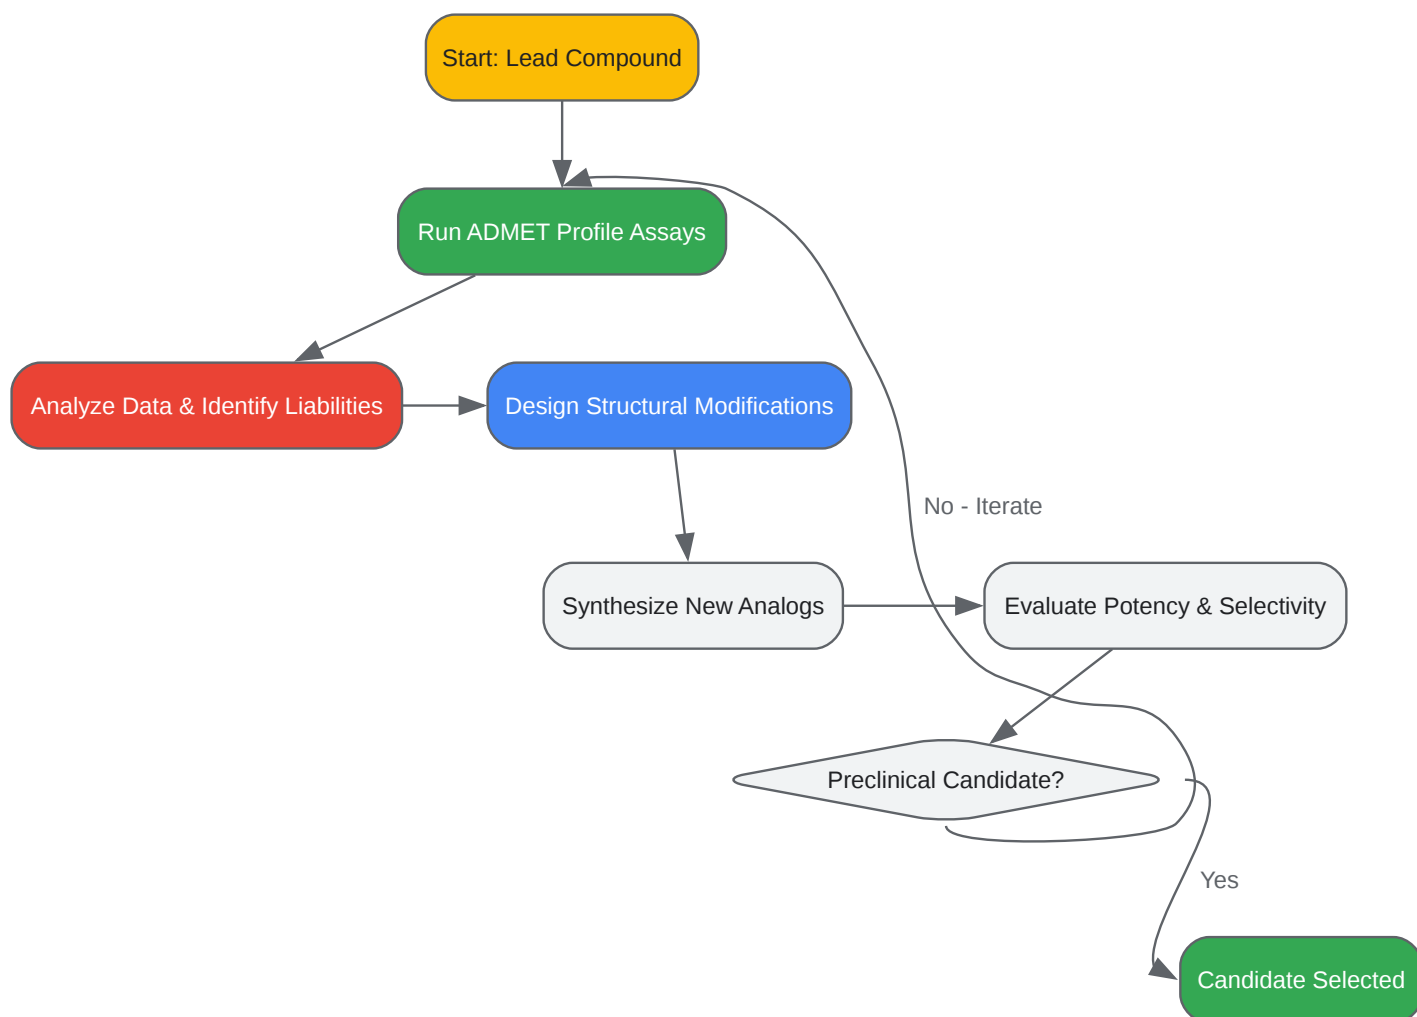 Start: Lead Compound
Run ADMET Profile Assays
Analyze Data & Identify Liabilities
Design Structural Modifications
No - Iterate
Synthesize New Analogs
Evaluate Potency & Selectivity
Preclinical Candidate?
Yes
Candidate Selected